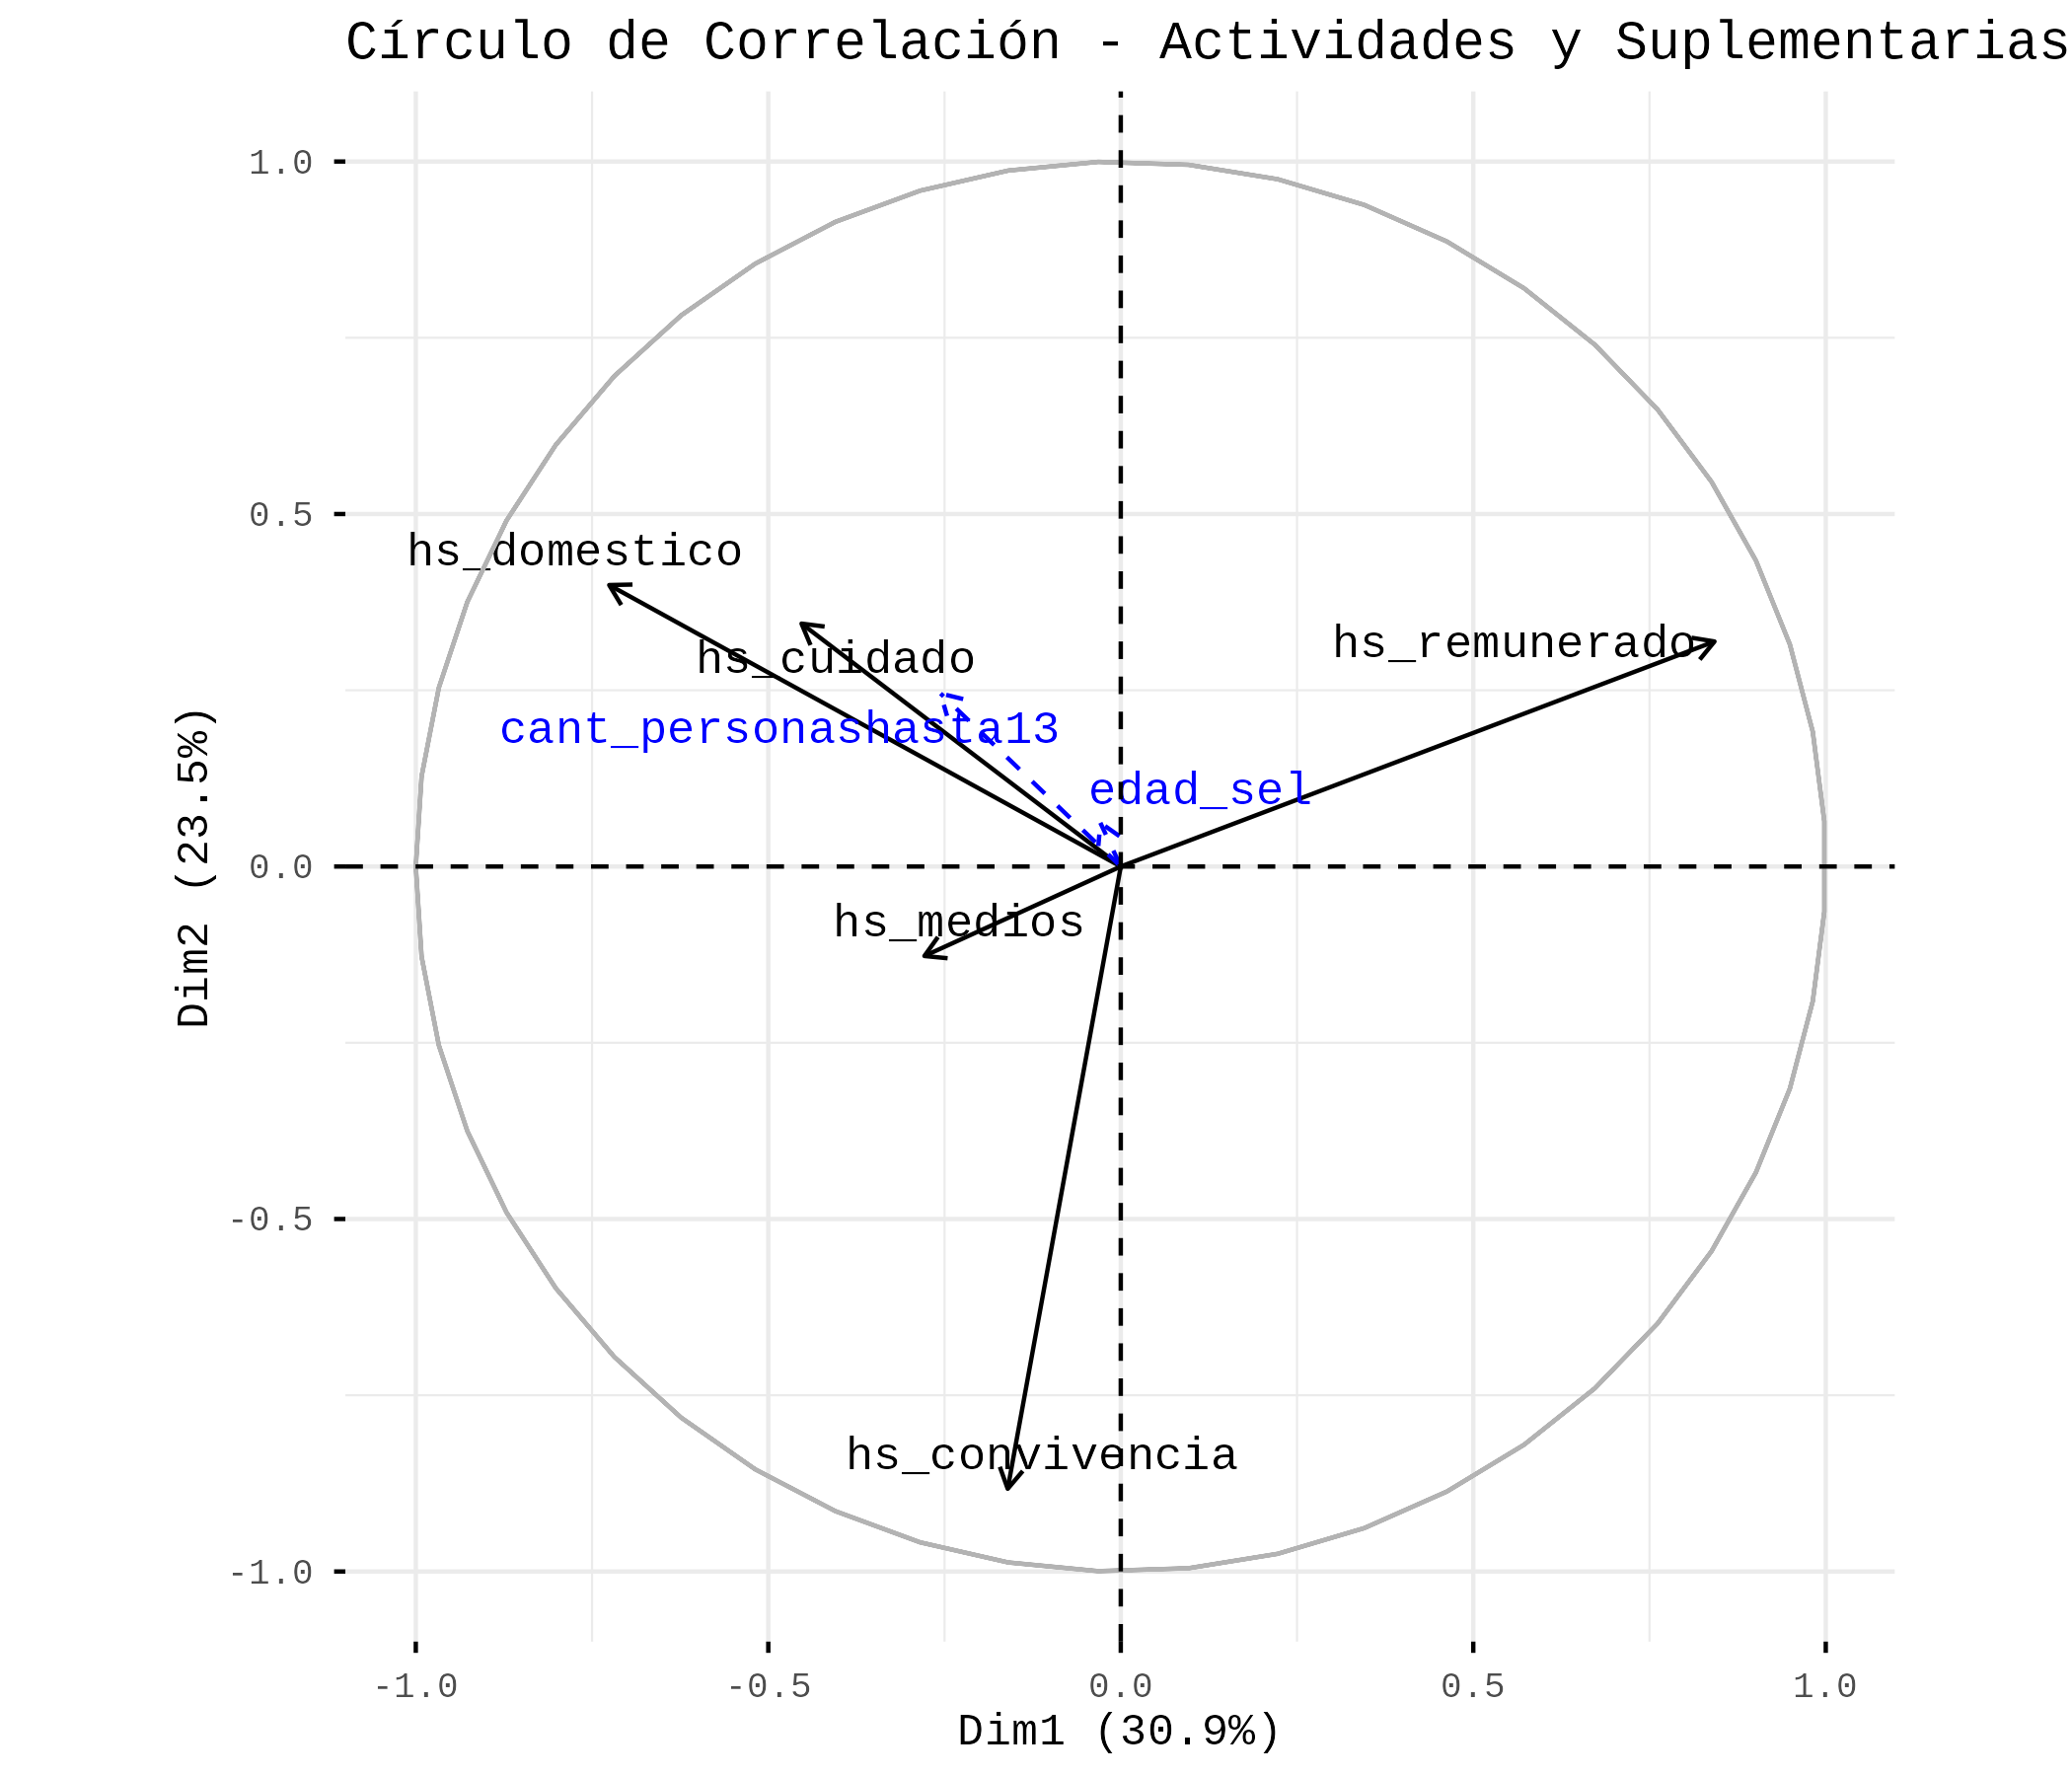 Círculo de Correlación - Actividades y Suplementarias
1.0
0.5
hs_domestico
hs_remunerado
hs_cuidado
cant_personashasta13
edad_sel
Dim2 (23.5%)
0.0
hs_medios
-0.5
hs_convivencia
-1.0
-1.0 -0.5 0.0 0.5 1.0
Dim1 (30.9%)